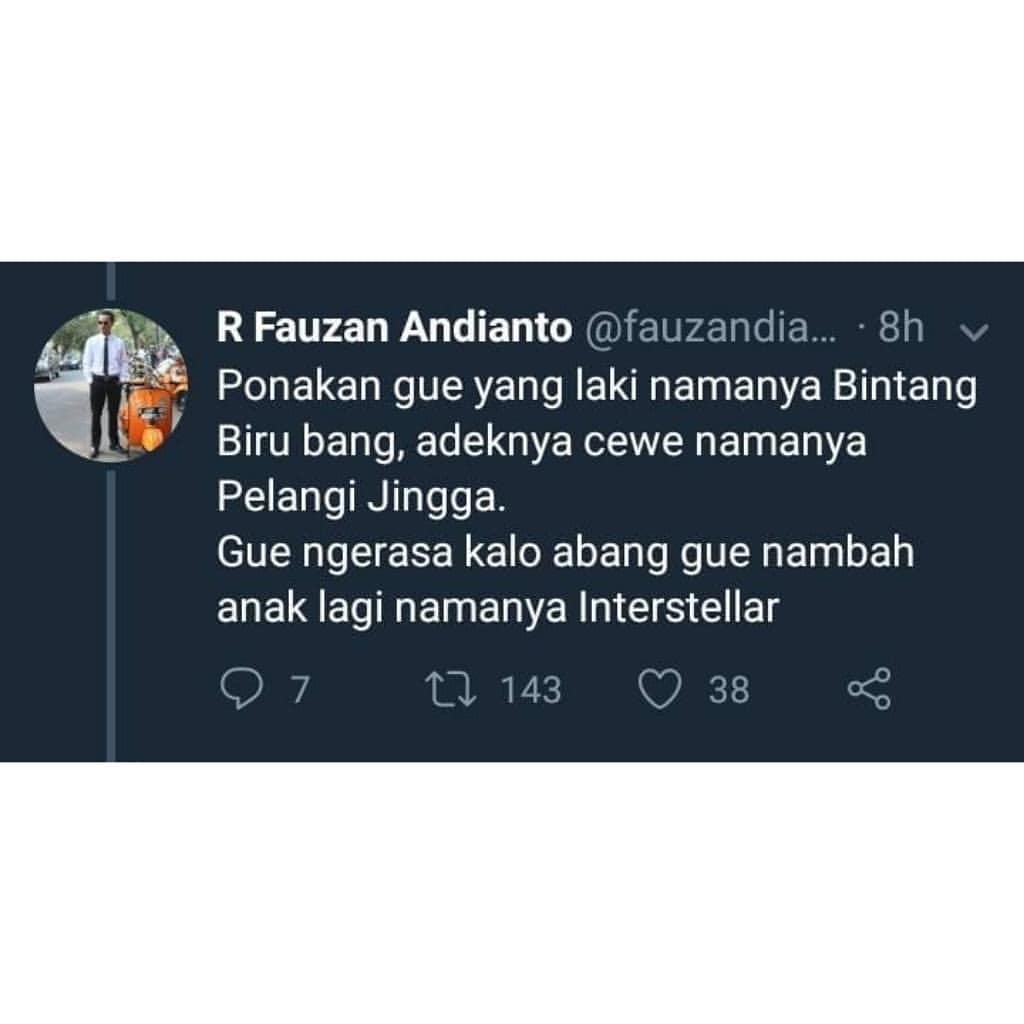 R Fauzan Andianto @fauzandia... · 8h
Ponakan gue yang laki namanya Bintang
Biru bang, adeknya cewe namanya
Pelangi Jingga.
Gue ngerasa kalo abang gue nambah
anak lagi namanya Interstellar
7 143 38